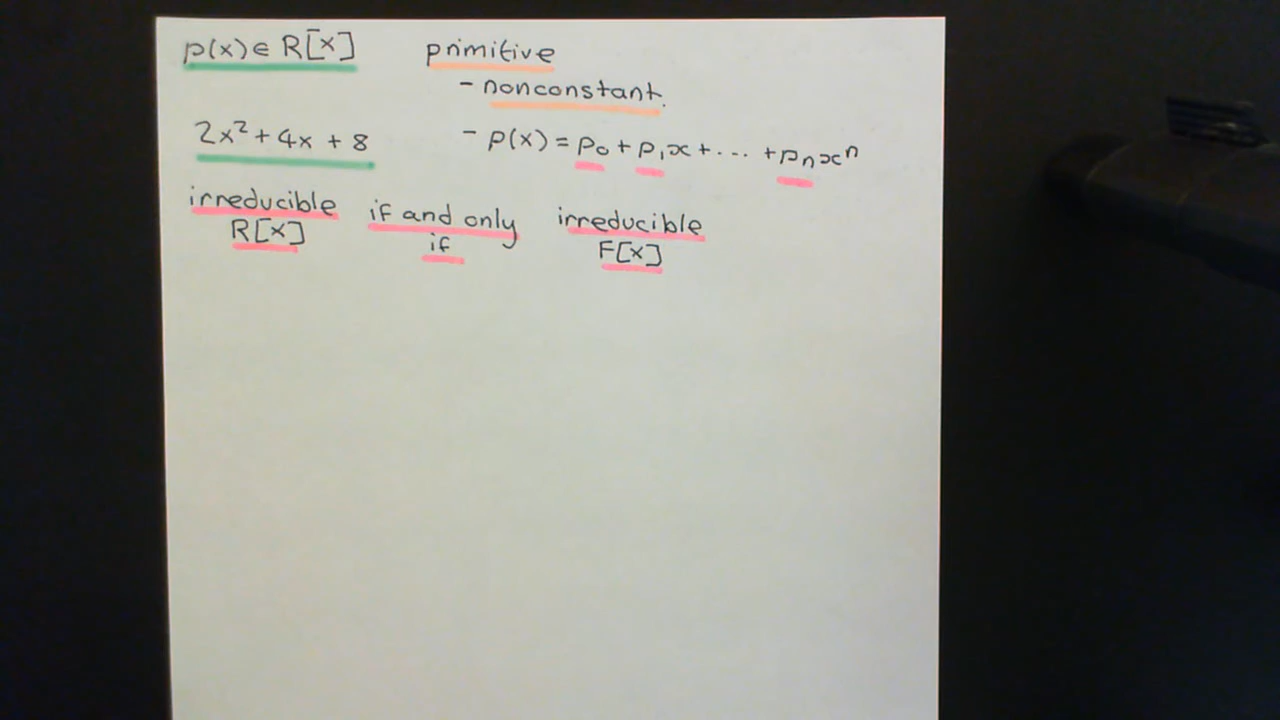 p(x) ∈ R[x] primitive
- nonconstant.
2x² + 4x + 8 - p(x) = p₀ + p₁x + ... + pₙxⁿ
irreducible if and only irreducible
R[x] if F[x]